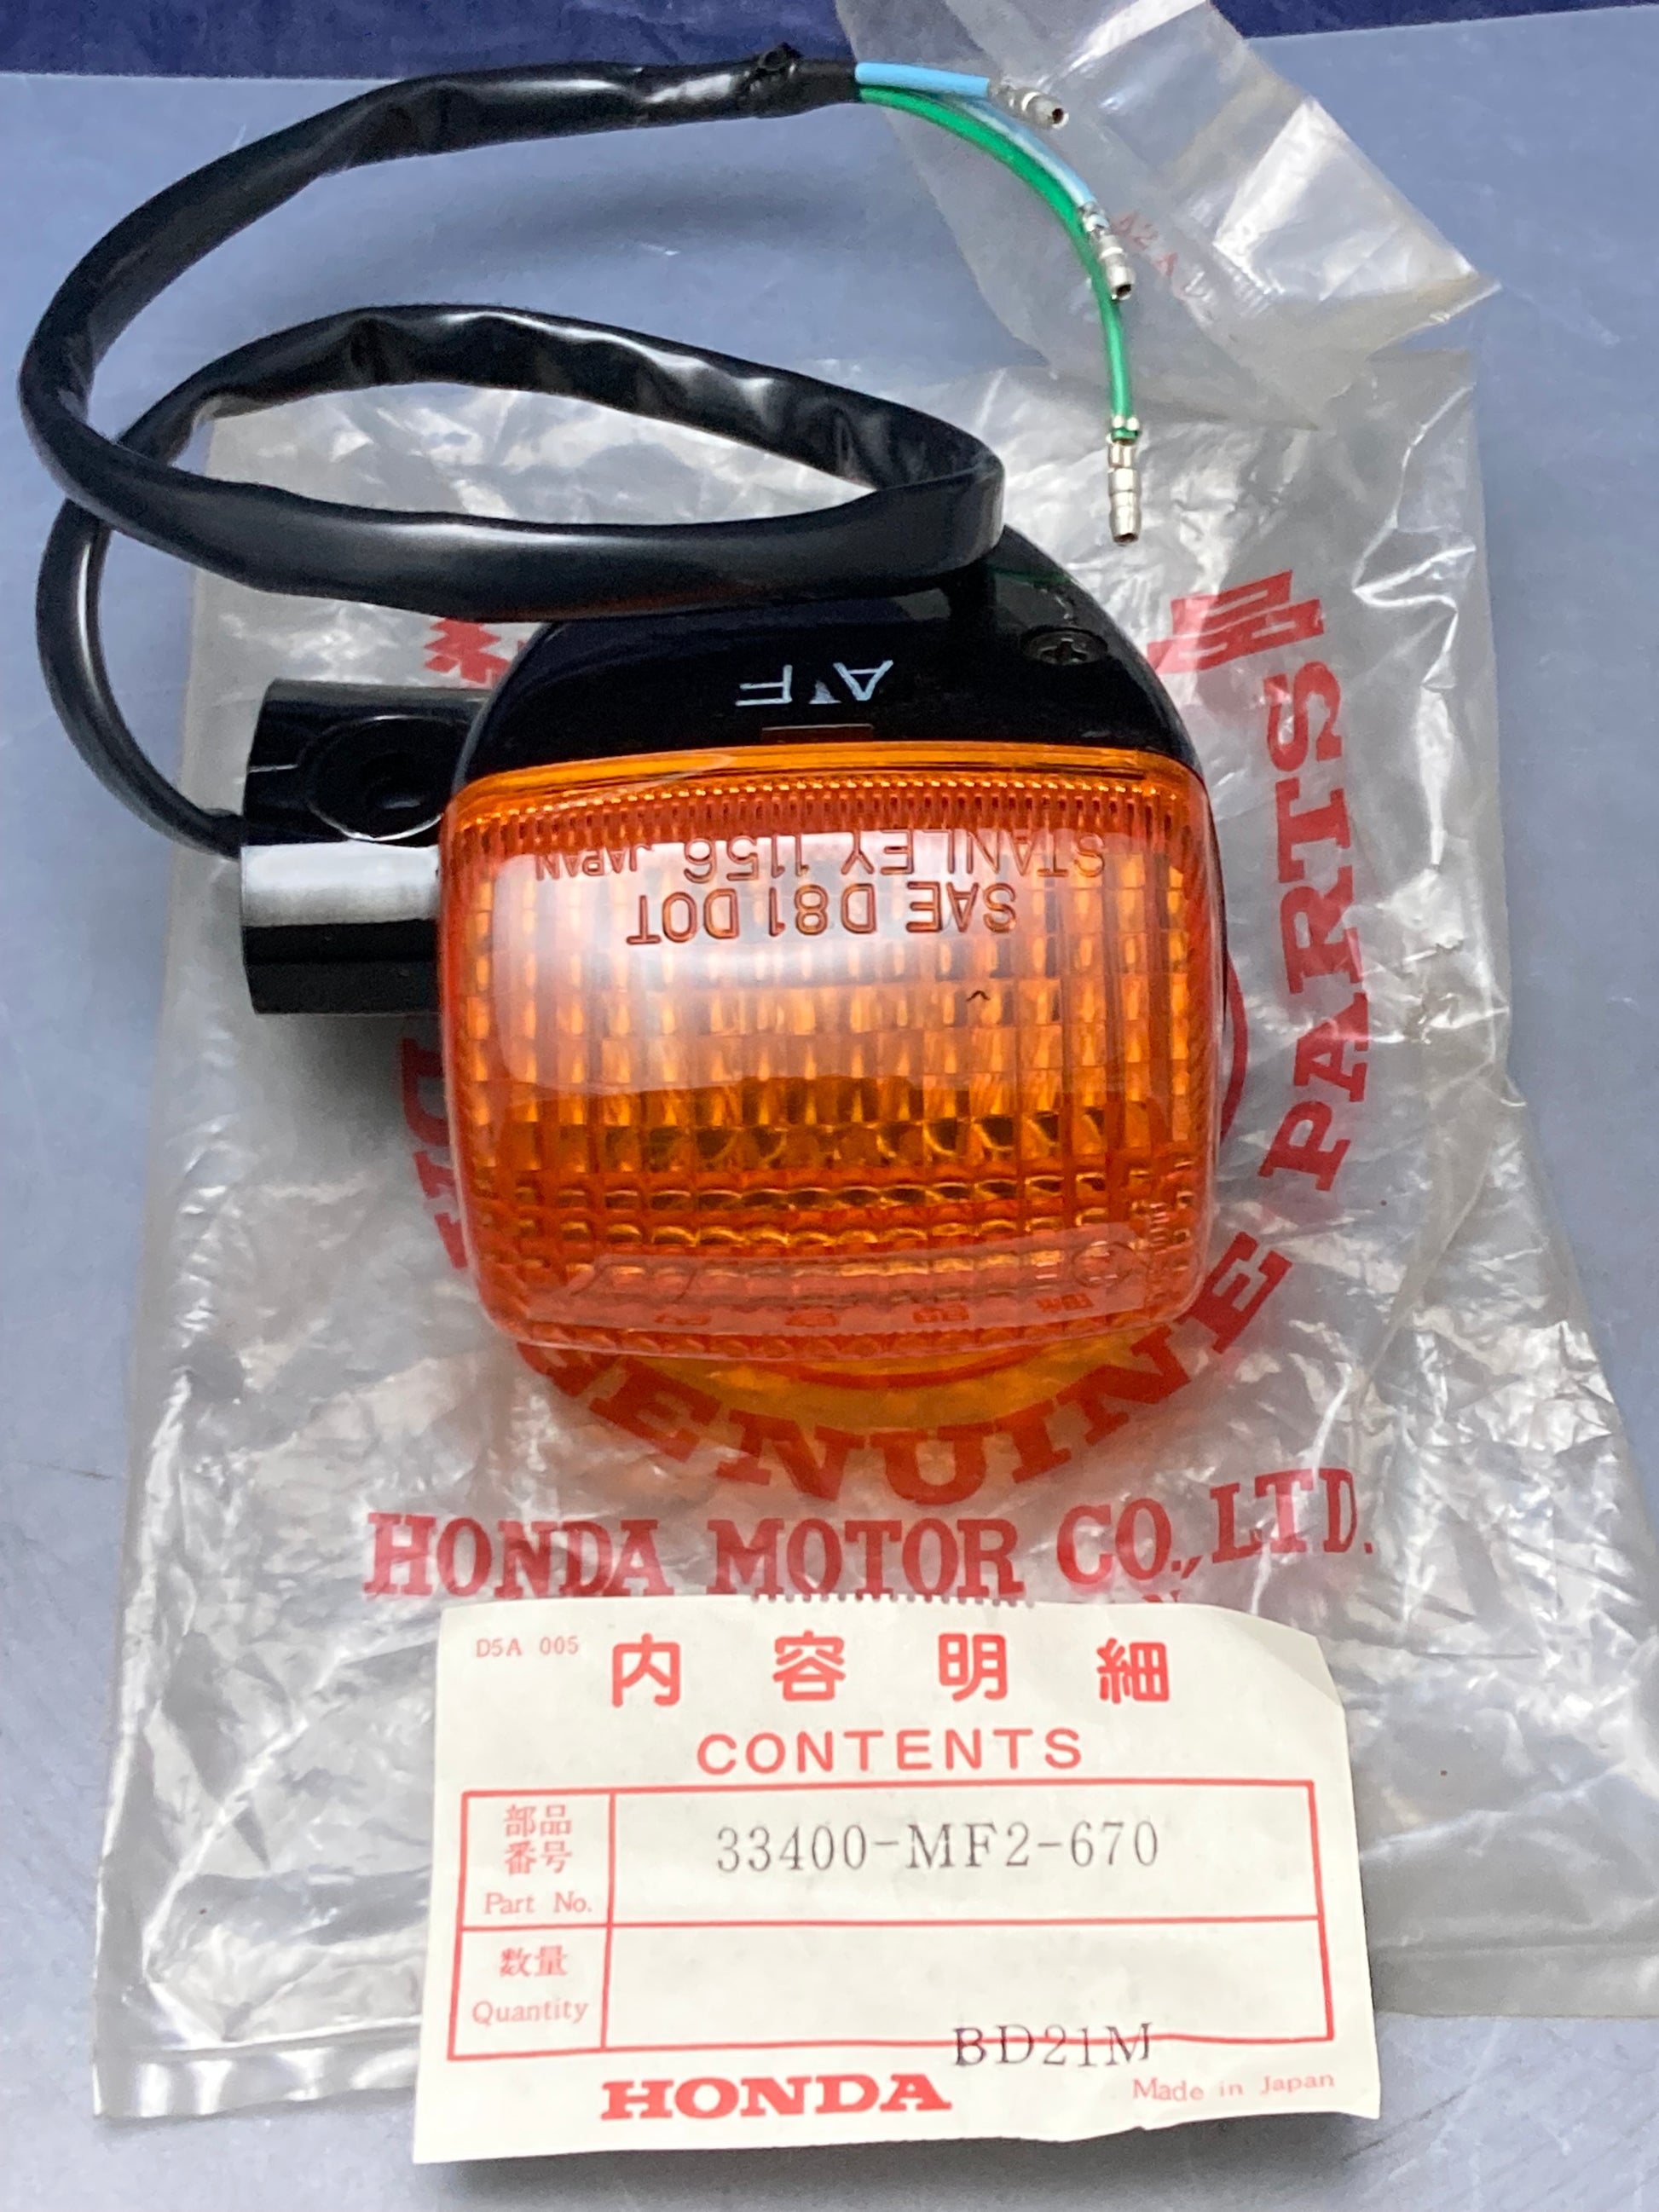 A'F
STANLEY 1156 JAPAN
SAE D81 DOT
GENUINE PARTS
HONDA MOTOR CO., LTD.
D5A 005
内容明細
CONTENTS
部品
番号
Part No.
33400-MF2-670
数量
Quantity
BD21M
HONDA
Made in Japan